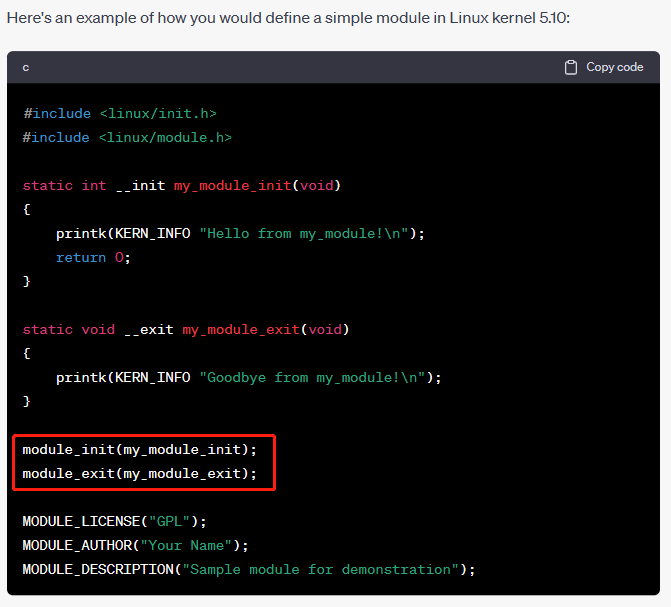 Here's an example of how you would define a simple module in Linux kernel 5.10:
c
Copy code
#include <linux/init.h>
#include <linux/module.h>
static int __init my_module_init(void)
{
    printk(KERN_INFO "Hello from my_module!\n");
    return 0;
}
static void __exit my_module_exit(void)
{
    printk(KERN_INFO "Goodbye from my_module!\n");
}
module_init(my_module_init);
module_exit(my_module_exit);
MODULE_LICENSE("GPL");
MODULE_AUTHOR("Your Name");
MODULE_DESCRIPTION("Sample module for demonstration");